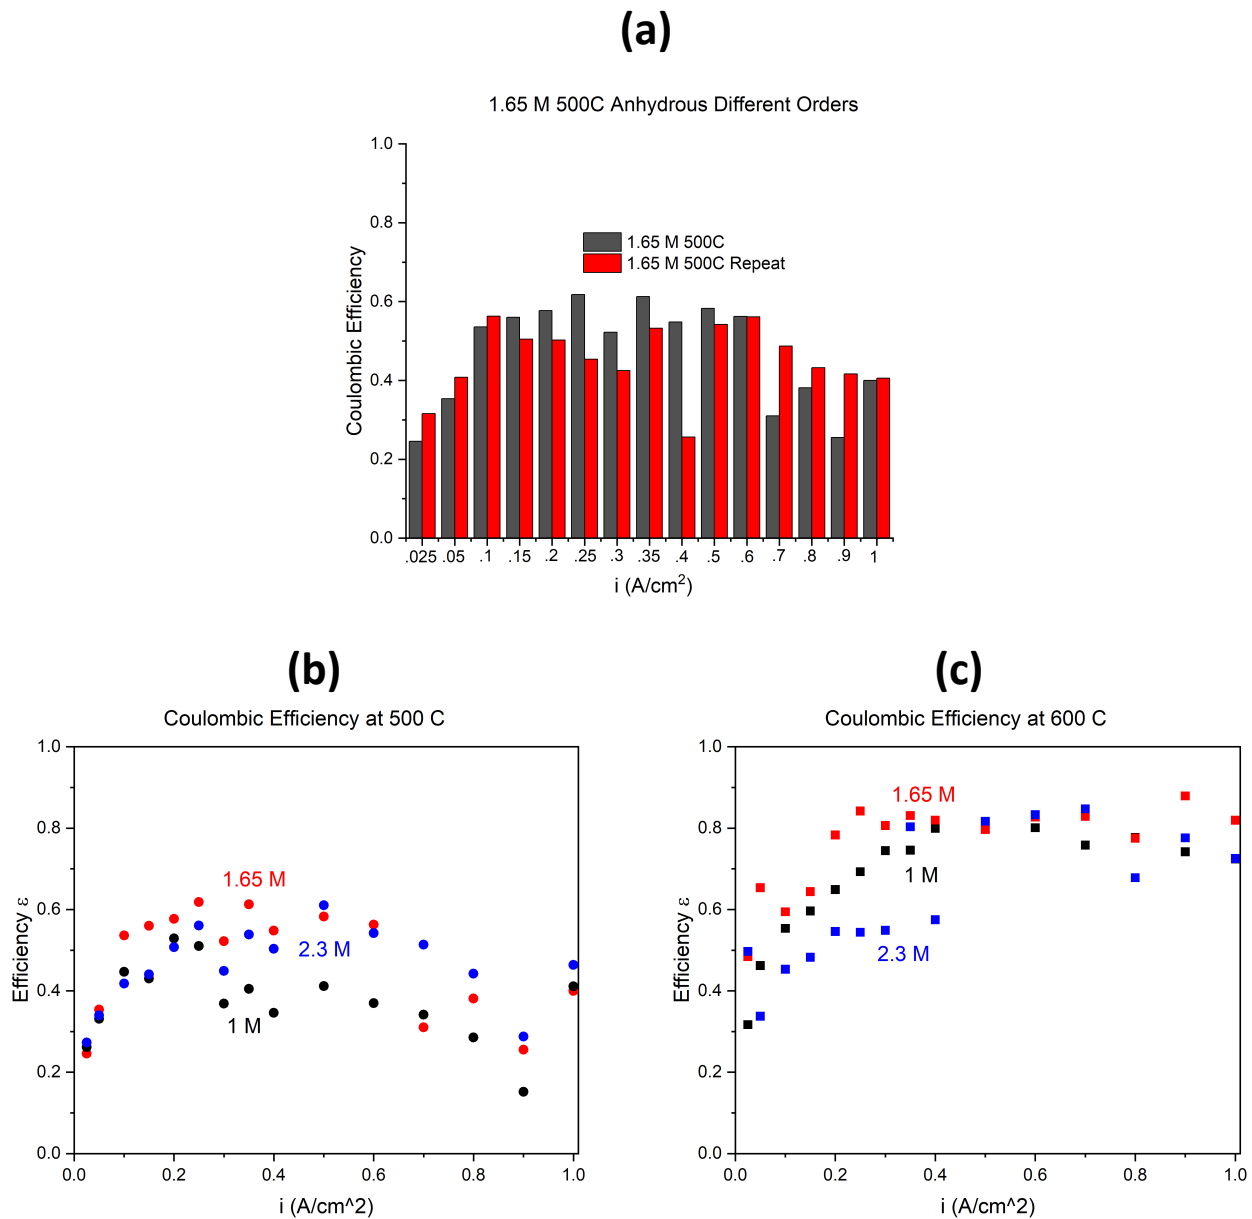 (a)
1.65 M 500C Anhydrous Different Orders
1.0
0.8
0.6
0.4
0.2
0.0
Coulombic Efficiency
1.65 M 500C
1.65 M 500C Repeat
.025 .05 .1 .15 .2 .25 .3 .35 .4 .5 .6 .7 .8 .9 1
i (A/cm²)
(b)
Coulombic Efficiency at 500 C
1.0
0.8
0.6
0.4
0.2
0.0
Efficiency ε
1.65 M
2.3 M
1 M
0.0 0.2 0.4 0.6 0.8 1.0
i (A/cm^2)
(c)
Coulombic Efficiency at 600 C
1.0
0.8
0.6
0.4
0.2
0.0
Efficiency ε
1.65 M
1 M
2.3 M
0.0 0.2 0.4 0.6 0.8 1.0
i (A/cm^2)